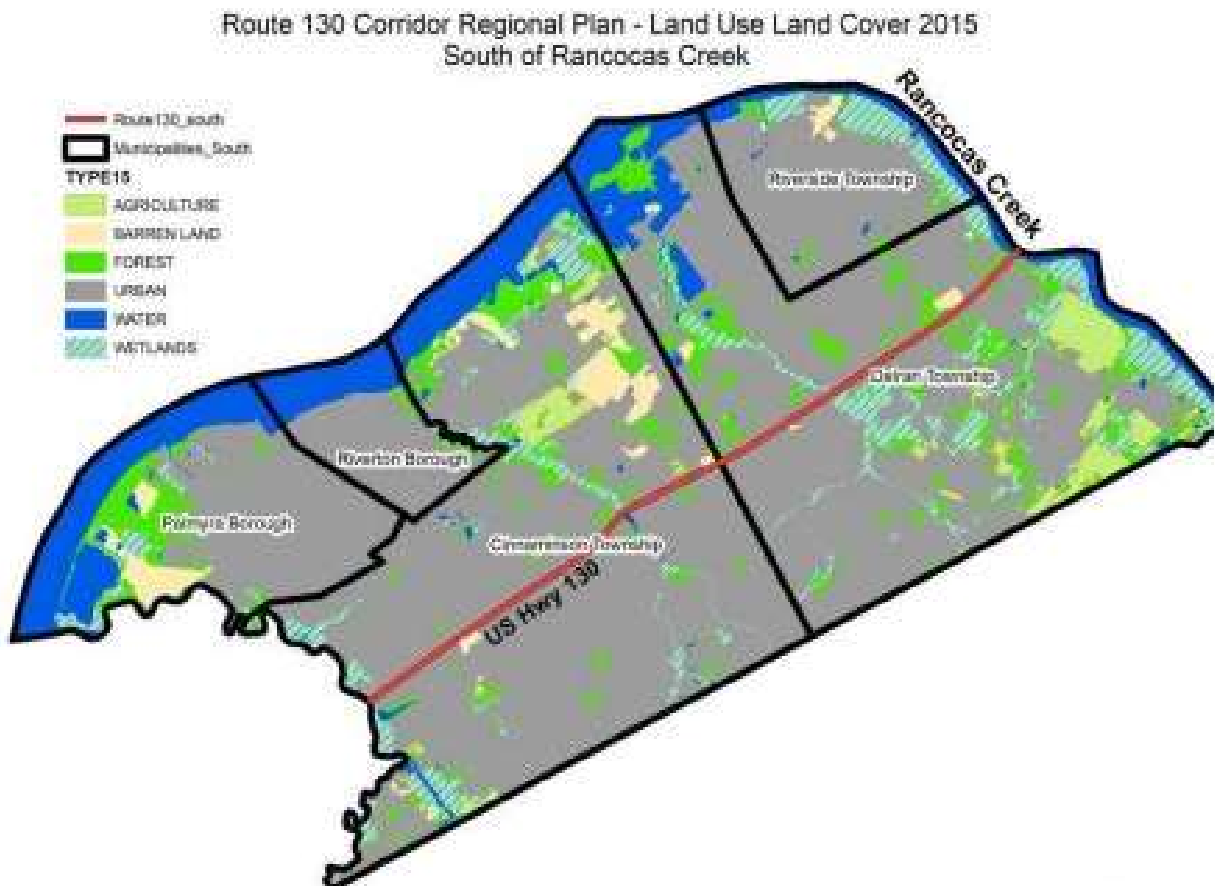 Route 130 Corridor Regional Plan - Land Use Land Cover 2015
South of Rancocas Creek
Route130_south
Municipalities_South
TYPE15
AGRICULTURE
BARREN LAND
FOREST
URBAN
WATER
WETLANDS
Rancocas Creek
Riverside Township
Delran Township
Riverton Borough
Palmyra Borough
Cinnaminson Township
US Hwy 130